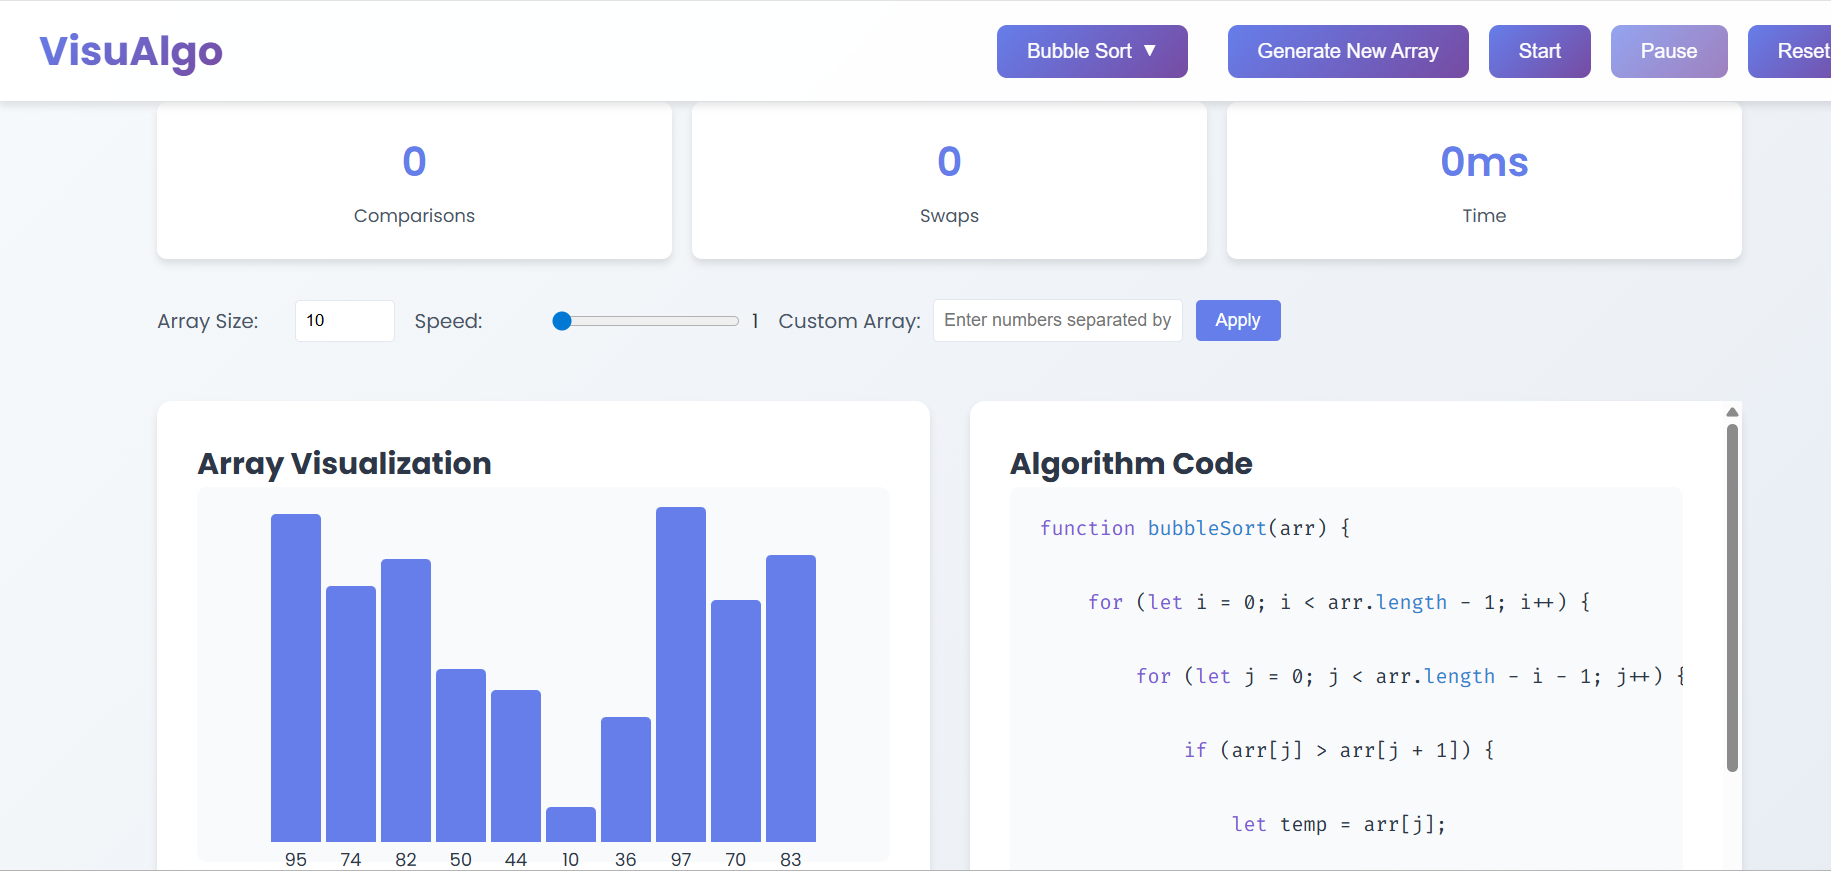 VisuAlgo
Bubble Sort ▼
Generate New Array
Start
Pause
Reset
0
Comparisons
0
Swaps
0ms
Time
Array Size: 10 Speed: 1 Custom Array: Enter numbers separated by Apply
Array Visualization
95 74 82 50 44 10 36 97 70 83
Algorithm Code
function bubbleSort(arr) {
for (let i = 0; i < arr.length - 1; i++) {
for (let j = 0; j < arr.length - i - 1; j++) {
if (arr[j] > arr[j + 1]) {
let temp = arr[j];